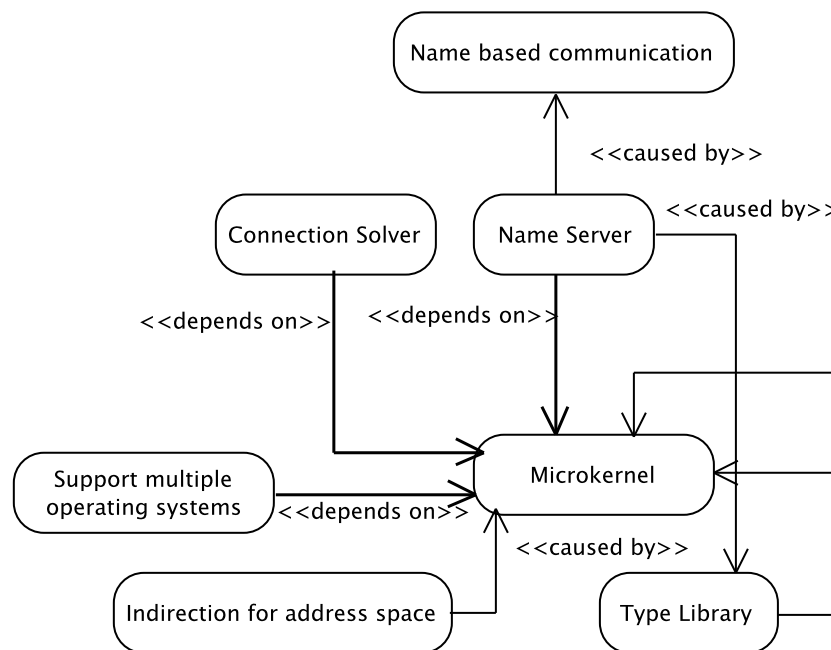 Name based communication
<<caused by>>
<<caused by>>
Connection Solver
Name Server
<<depends on>>
<<depends on>>
Support multiple
operating systems
Microkernel
<<depends on>>
<<caused by>>
Indirection for address space
Type Library